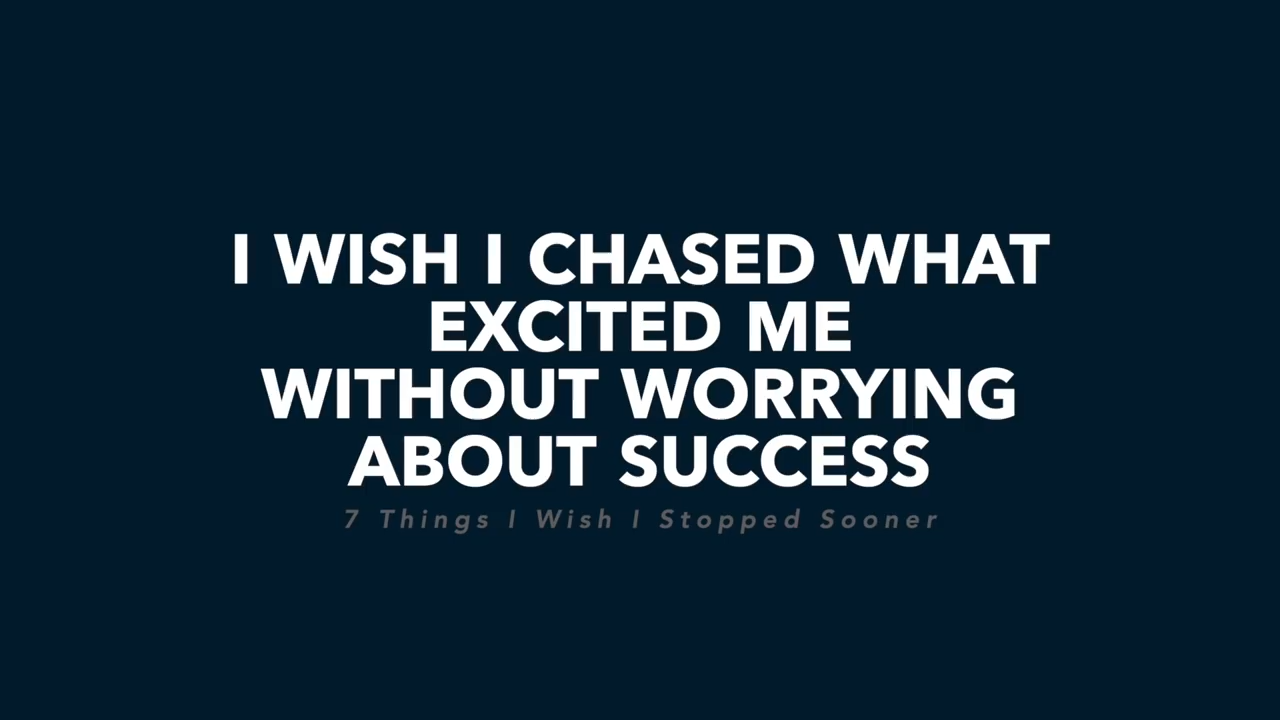 I WISH I CHASED WHAT
EXCITED ME
WITHOUT WORRYING
ABOUT SUCCESS
7 Things I Wish I Stopped Sooner